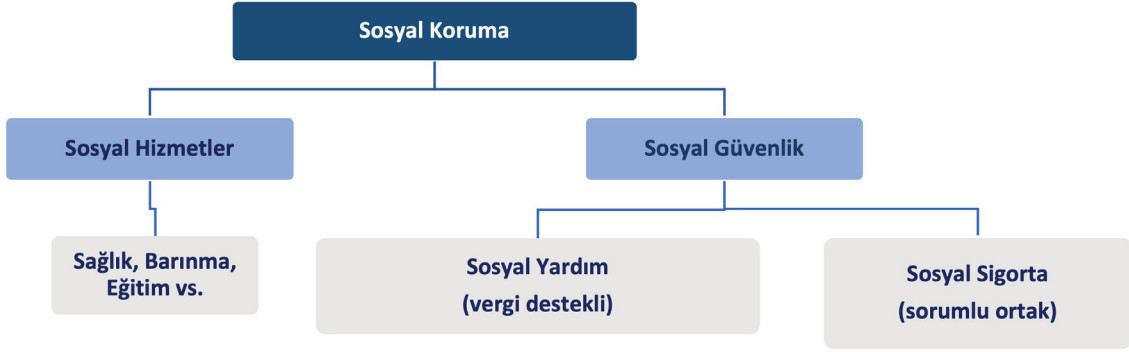 Sosyal Koruma
Sosyal Hizmetler
Sosyal Güvenlik
Sağlık, Barınma,
Eğitim vs.
Sosyal Yardım
(vergi destekli)
Sosyal Sigorta
(sorumlu ortak)